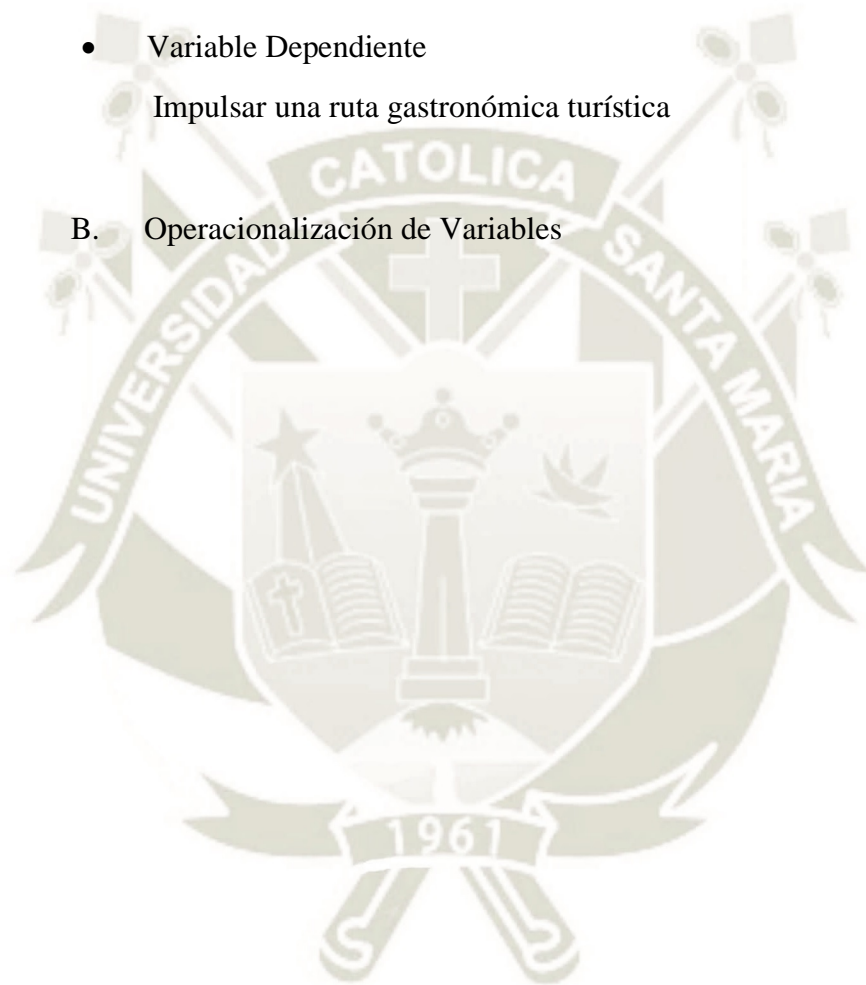 • Variable Dependiente
Impulsar una ruta gastronómica turística
CATOLICA
B. Operacionalización de Variables
UNIVERSIDAD
SANTA MARIA
1961